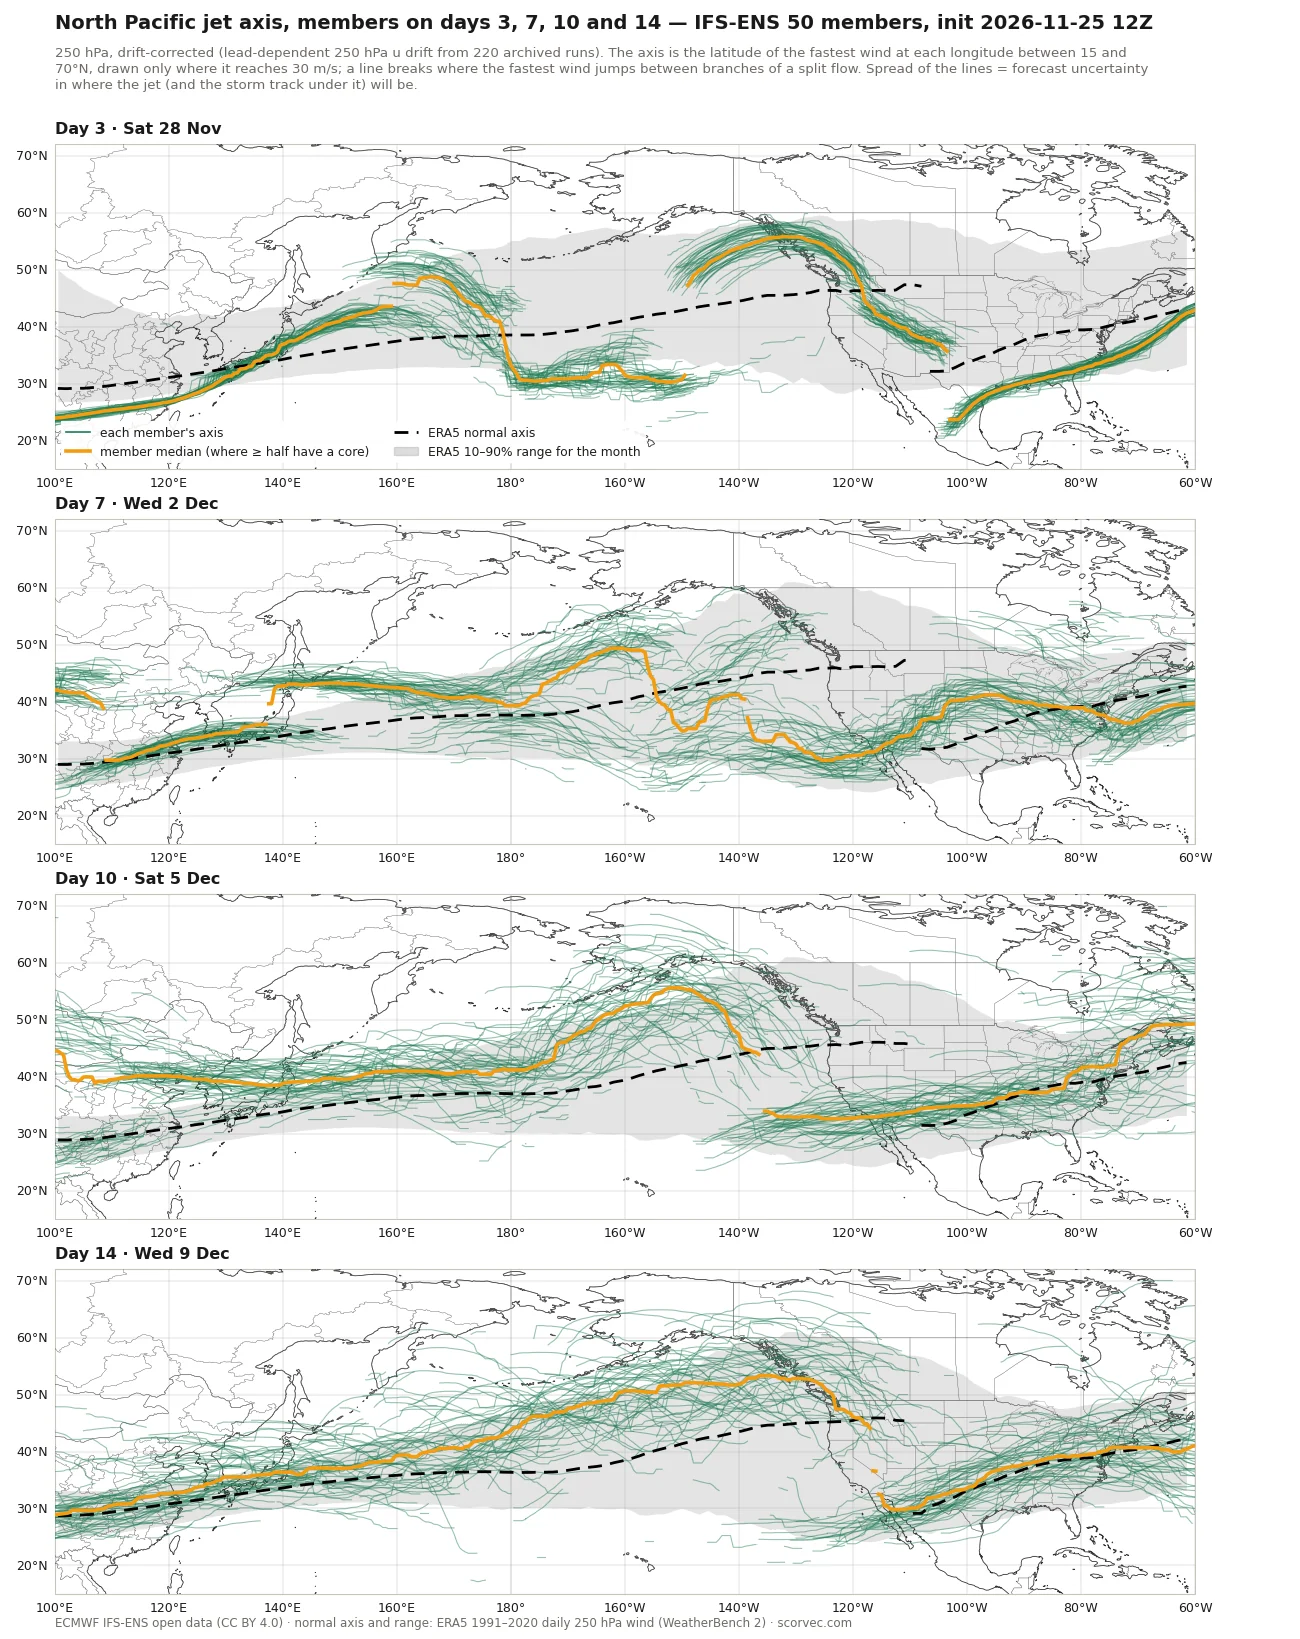 North Pacific jet axis, members on days 3, 7, 10 and 14 — IFS-ENS 50 members, init 2026-11-25 12Z
250 hPa, drift-corrected (lead-dependent 250 hPa u drift from 220 archived runs). The axis is the latitude of the fastest wind at each longitude between 15 and
70°N, drawn only where it reaches 30 m/s; a line breaks where the fastest wind jumps between branches of a split flow. Spread of the lines = forecast uncertainty
in where the jet (and the storm track under it) will be.
Day 3 · Sat 28 Nov
70°N
60°N
50°N
40°N
30°N
20°N
each member's axis
member median (where ≥ half have a core)
ERA5 normal axis
ERA5 10–90% range for the month
100°E 120°E 140°E 160°E 180° 160°W 140°W 120°W 100°W 80°W 60°W
Day 7 · Wed 2 Dec
70°N
60°N
50°N
40°N
30°N
20°N
100°E 120°E 140°E 160°E 180° 160°W 140°W 120°W 100°W 80°W 60°W
Day 10 · Sat 5 Dec
70°N
60°N
50°N
40°N
30°N
20°N
100°E 120°E 140°E 160°E 180° 160°W 140°W 120°W 100°W 80°W 60°W
Day 14 · Wed 9 Dec
70°N
60°N
50°N
40°N
30°N
20°N
100°E 120°E 140°E 160°E 180° 160°W 140°W 120°W 100°W 80°W 60°W
ECMWF IFS-ENS open data (CC BY 4.0) · normal axis and range: ERA5 1991–2020 daily 250 hPa wind (WeatherBench 2) · scorvec.com